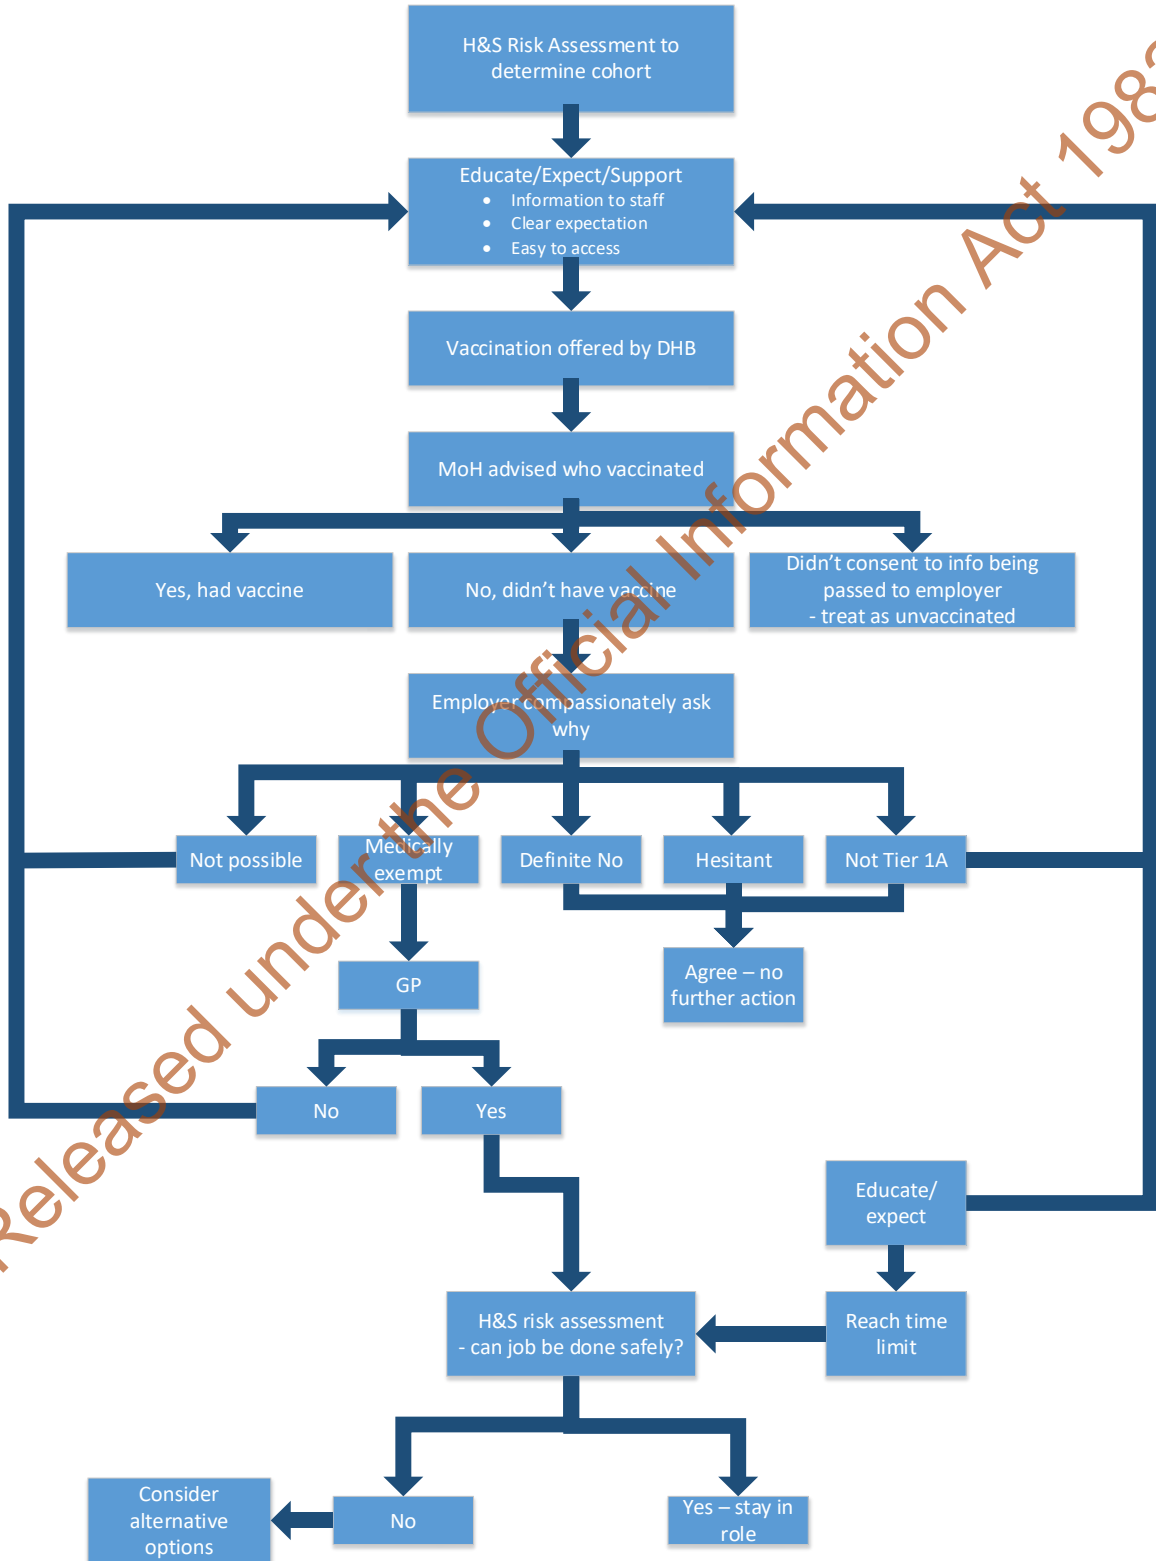 H&S Risk Assessment to
determine cohort
Educate/Expect/Support
• Information to staff
• Clear expectation
• Easy to access
Vaccination offered by DHB
MoH advised who vaccinated
Yes, had vaccine
No, didn't have vaccine
Didn't consent to info being
passed to employer
- treat as unvaccinated
Employer compassionately ask
why
Not possible
Medically
exempt
Definite No
Hesitant
Not Tier 1A
GP
Agree – no
further action
No
Yes
Educate/
expect
H&S risk assessment
- can job be done safely?
Reach time
limit
Consider
alternative
options
No
Yes – stay in
role
Released under the Official Information Act 198